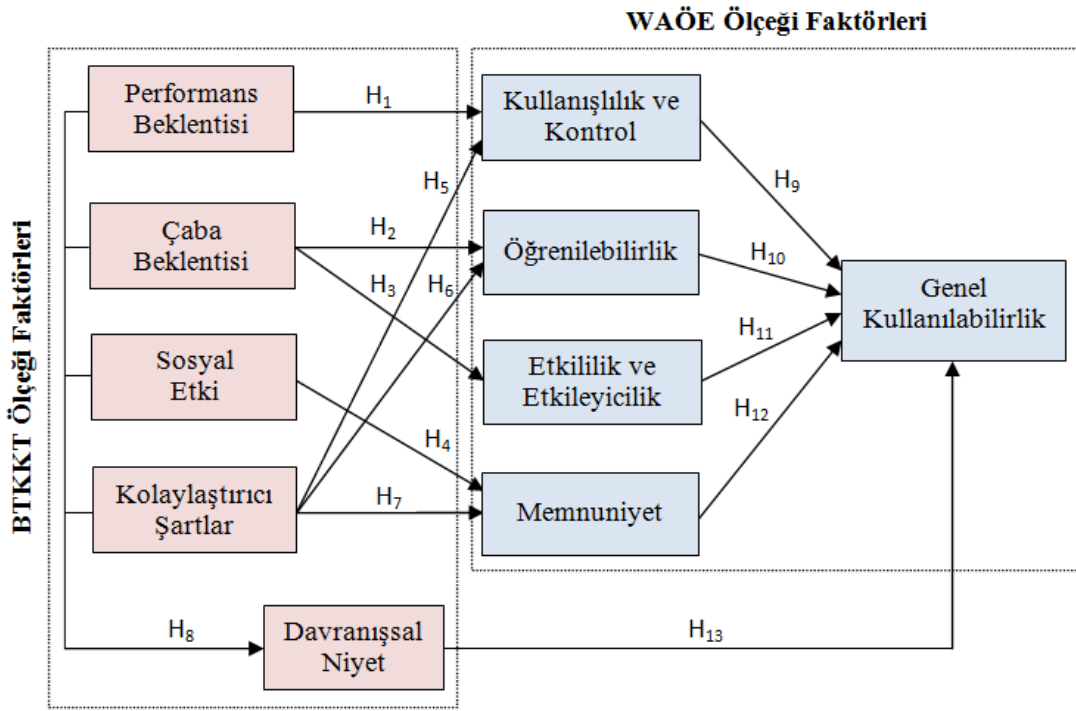 WAÖE Ölçeği Faktörleri
BTKKT Ölçeği Faktörleri
Performans
Beklentisi
H1
Kullanışlılık ve
Kontrol
H5
H9
Çaba
Beklentisi
H2
Öğrenilebilirlik
H10
H3
H6
Genel
Kullanılabilirlik
H11
Sosyal
Etki
Etkililik ve
Etkileyicilik
H4
H12
Kolaylaştırıcı
Şartlar
H7
Memnuniyet
H8
Davranışsal
Niyet
H13